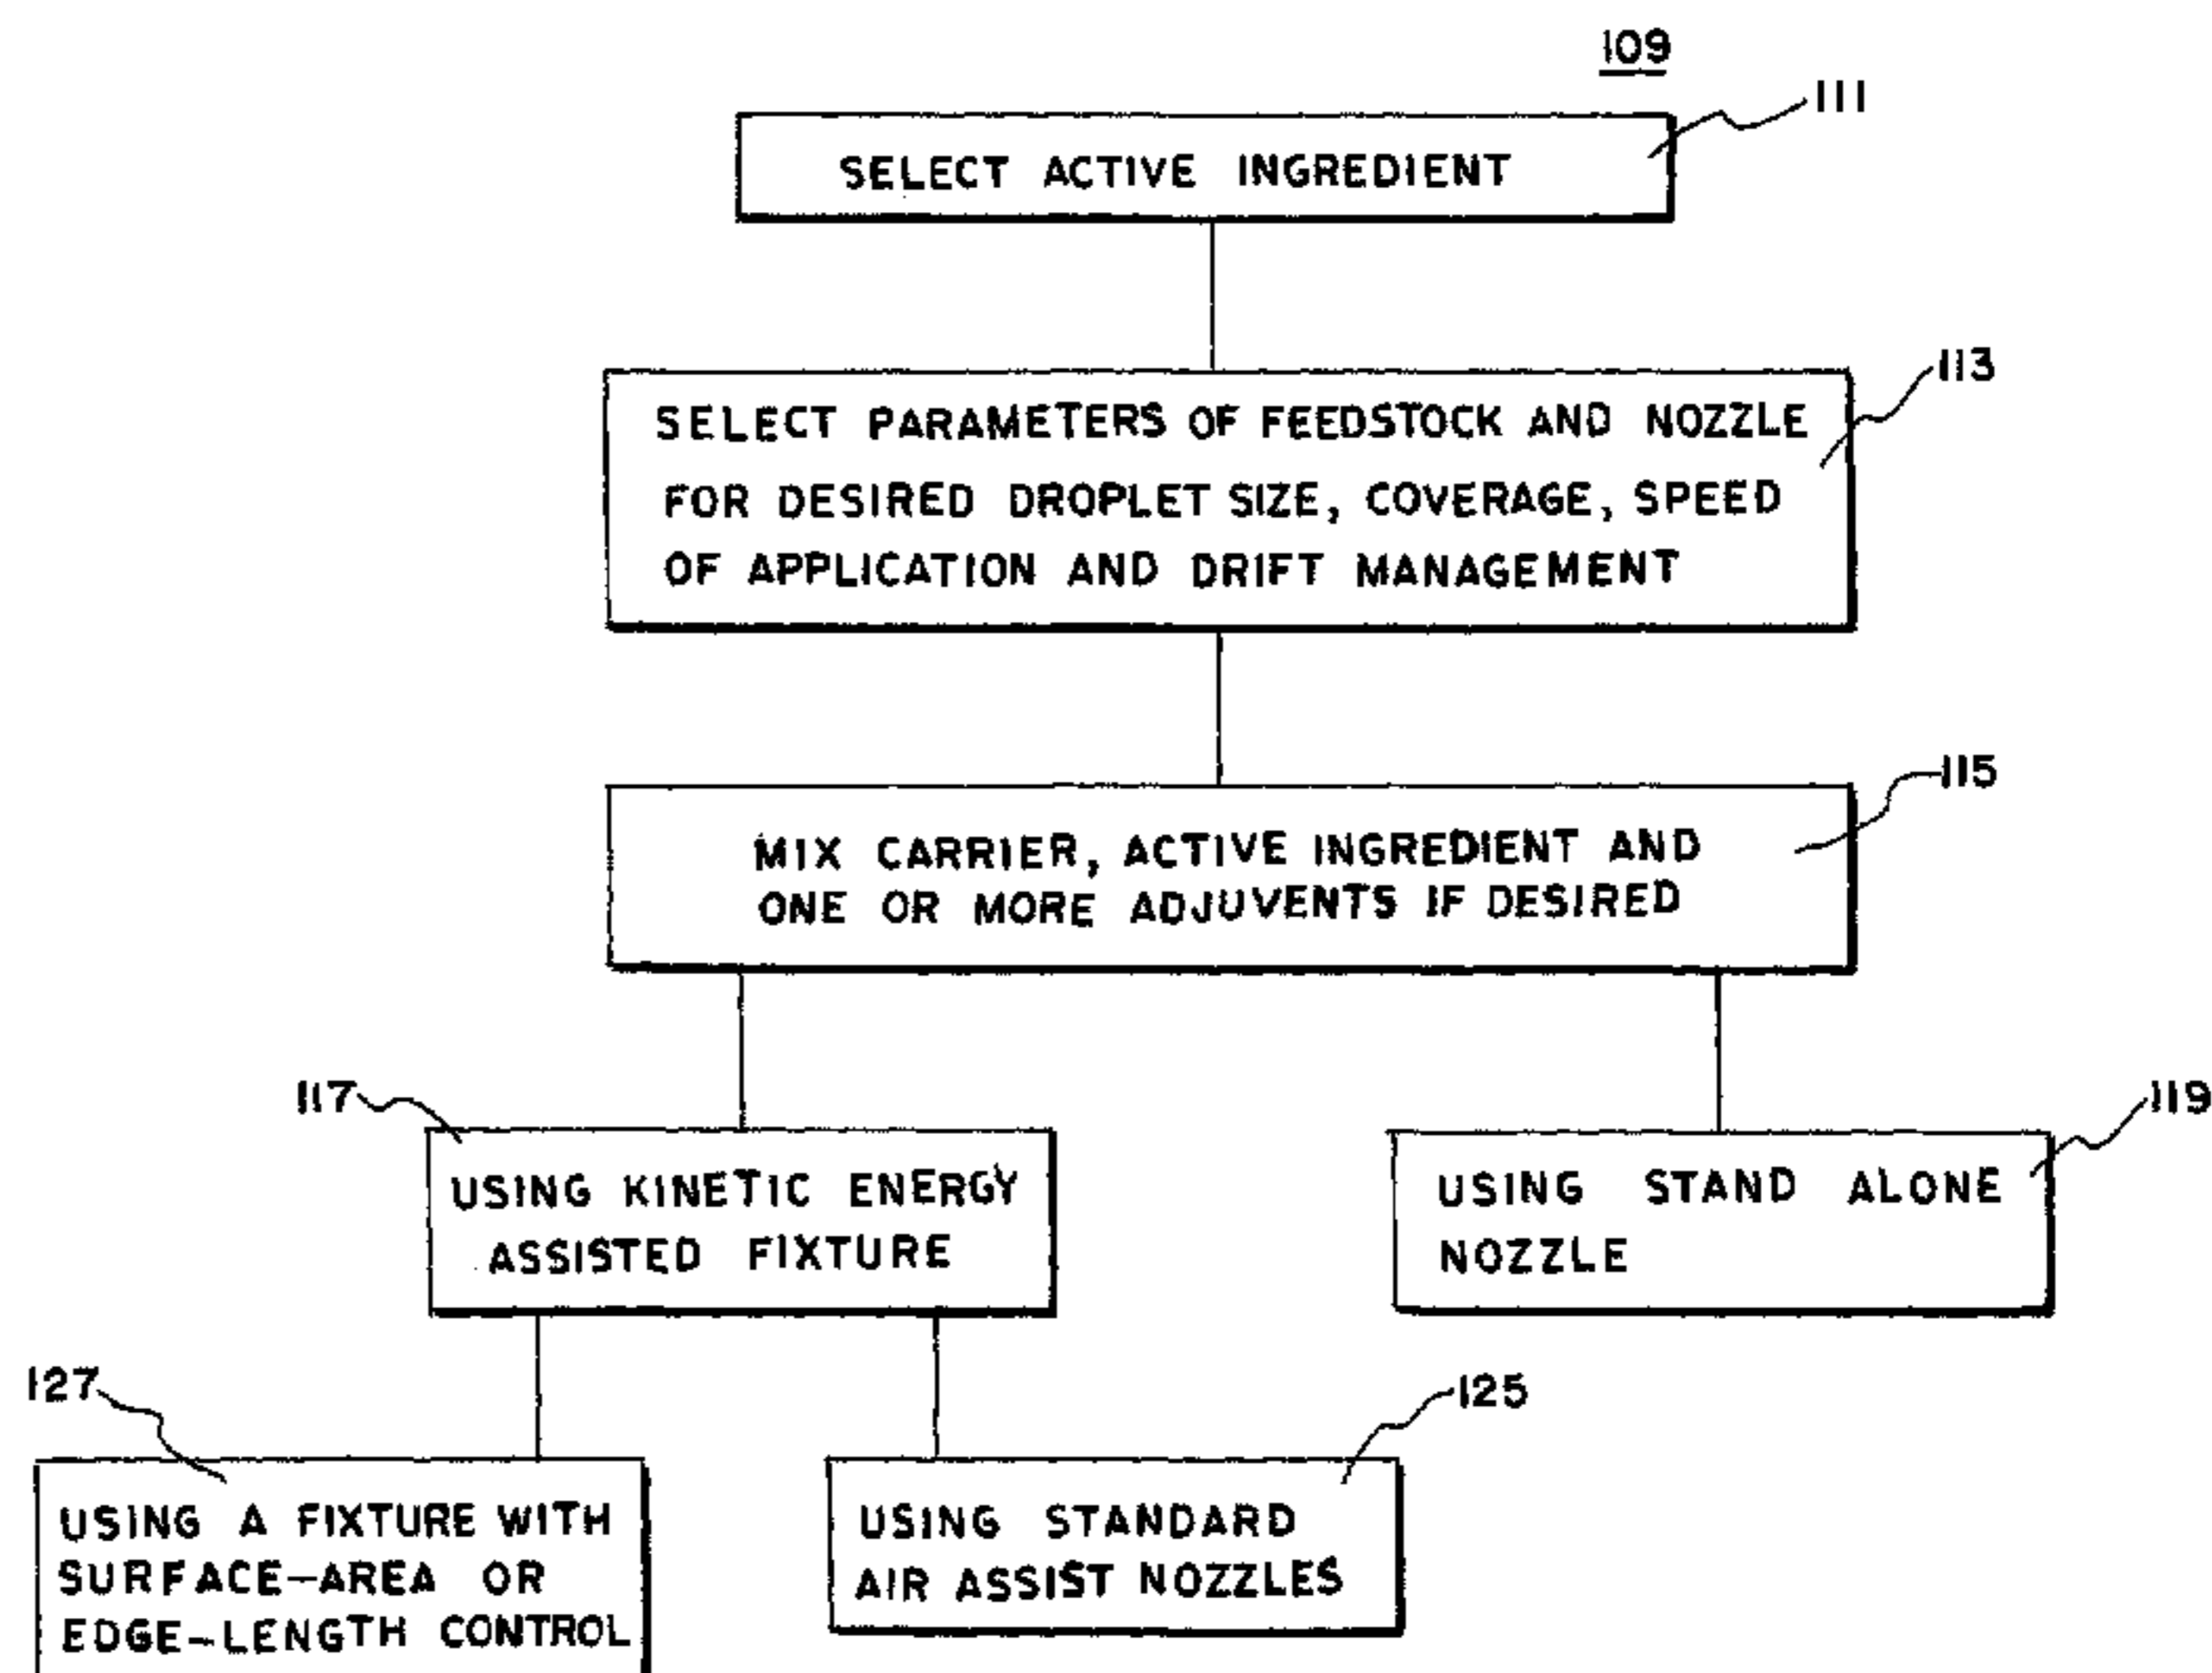 109
111
SELECT ACTIVE INGREDIENT
113
SELECT PARAMETERS OF FEEDSTOCK AND NOZZLE
FOR DESIRED DROPLET SIZE, COVERAGE, SPEED
OF APPLICATION AND DRIFT MANAGEMENT
115
MIX CARRIER, ACTIVE INGREDIENT AND
ONE OR MORE ADJUVENTS IF DESIRED
117
USING KINETIC ENERGY
ASSISTED FIXTURE
119
USING STAND ALONE
NOZZLE
127
USING A FIXTURE WITH
SURFACE-AREA OR
EDGE-LENGTH CONTROL
125
USING STANDARD
AIR ASSIST NOZZLES